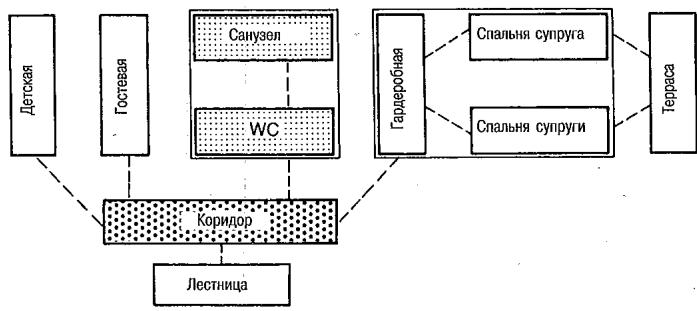 Детская
Гостевая
Санузел
WC
Гардеробная
Спальня супруга
Спальня супруги
Терраса
Коридор
Лестница